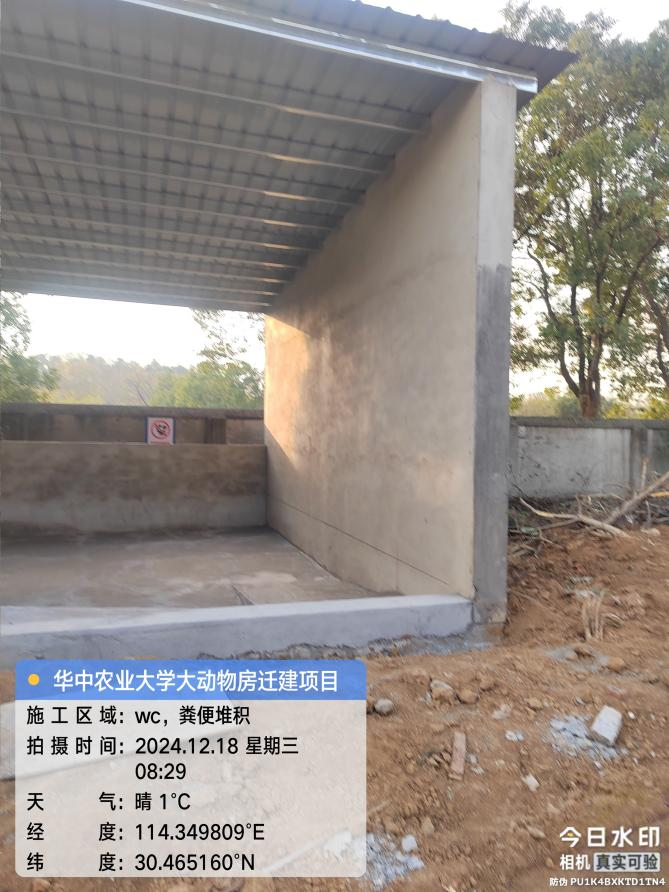 华中农业大学大动物房迁建项目
施工区域：wc，粪便堆积
拍摄时间：2024.12.18 星期三
08:29
天气：晴 1℃
经度：114.349809°E
纬度：30.465160°N
今日水印
相机 真实可验
防伪 PU1K4BXKTD1TN4